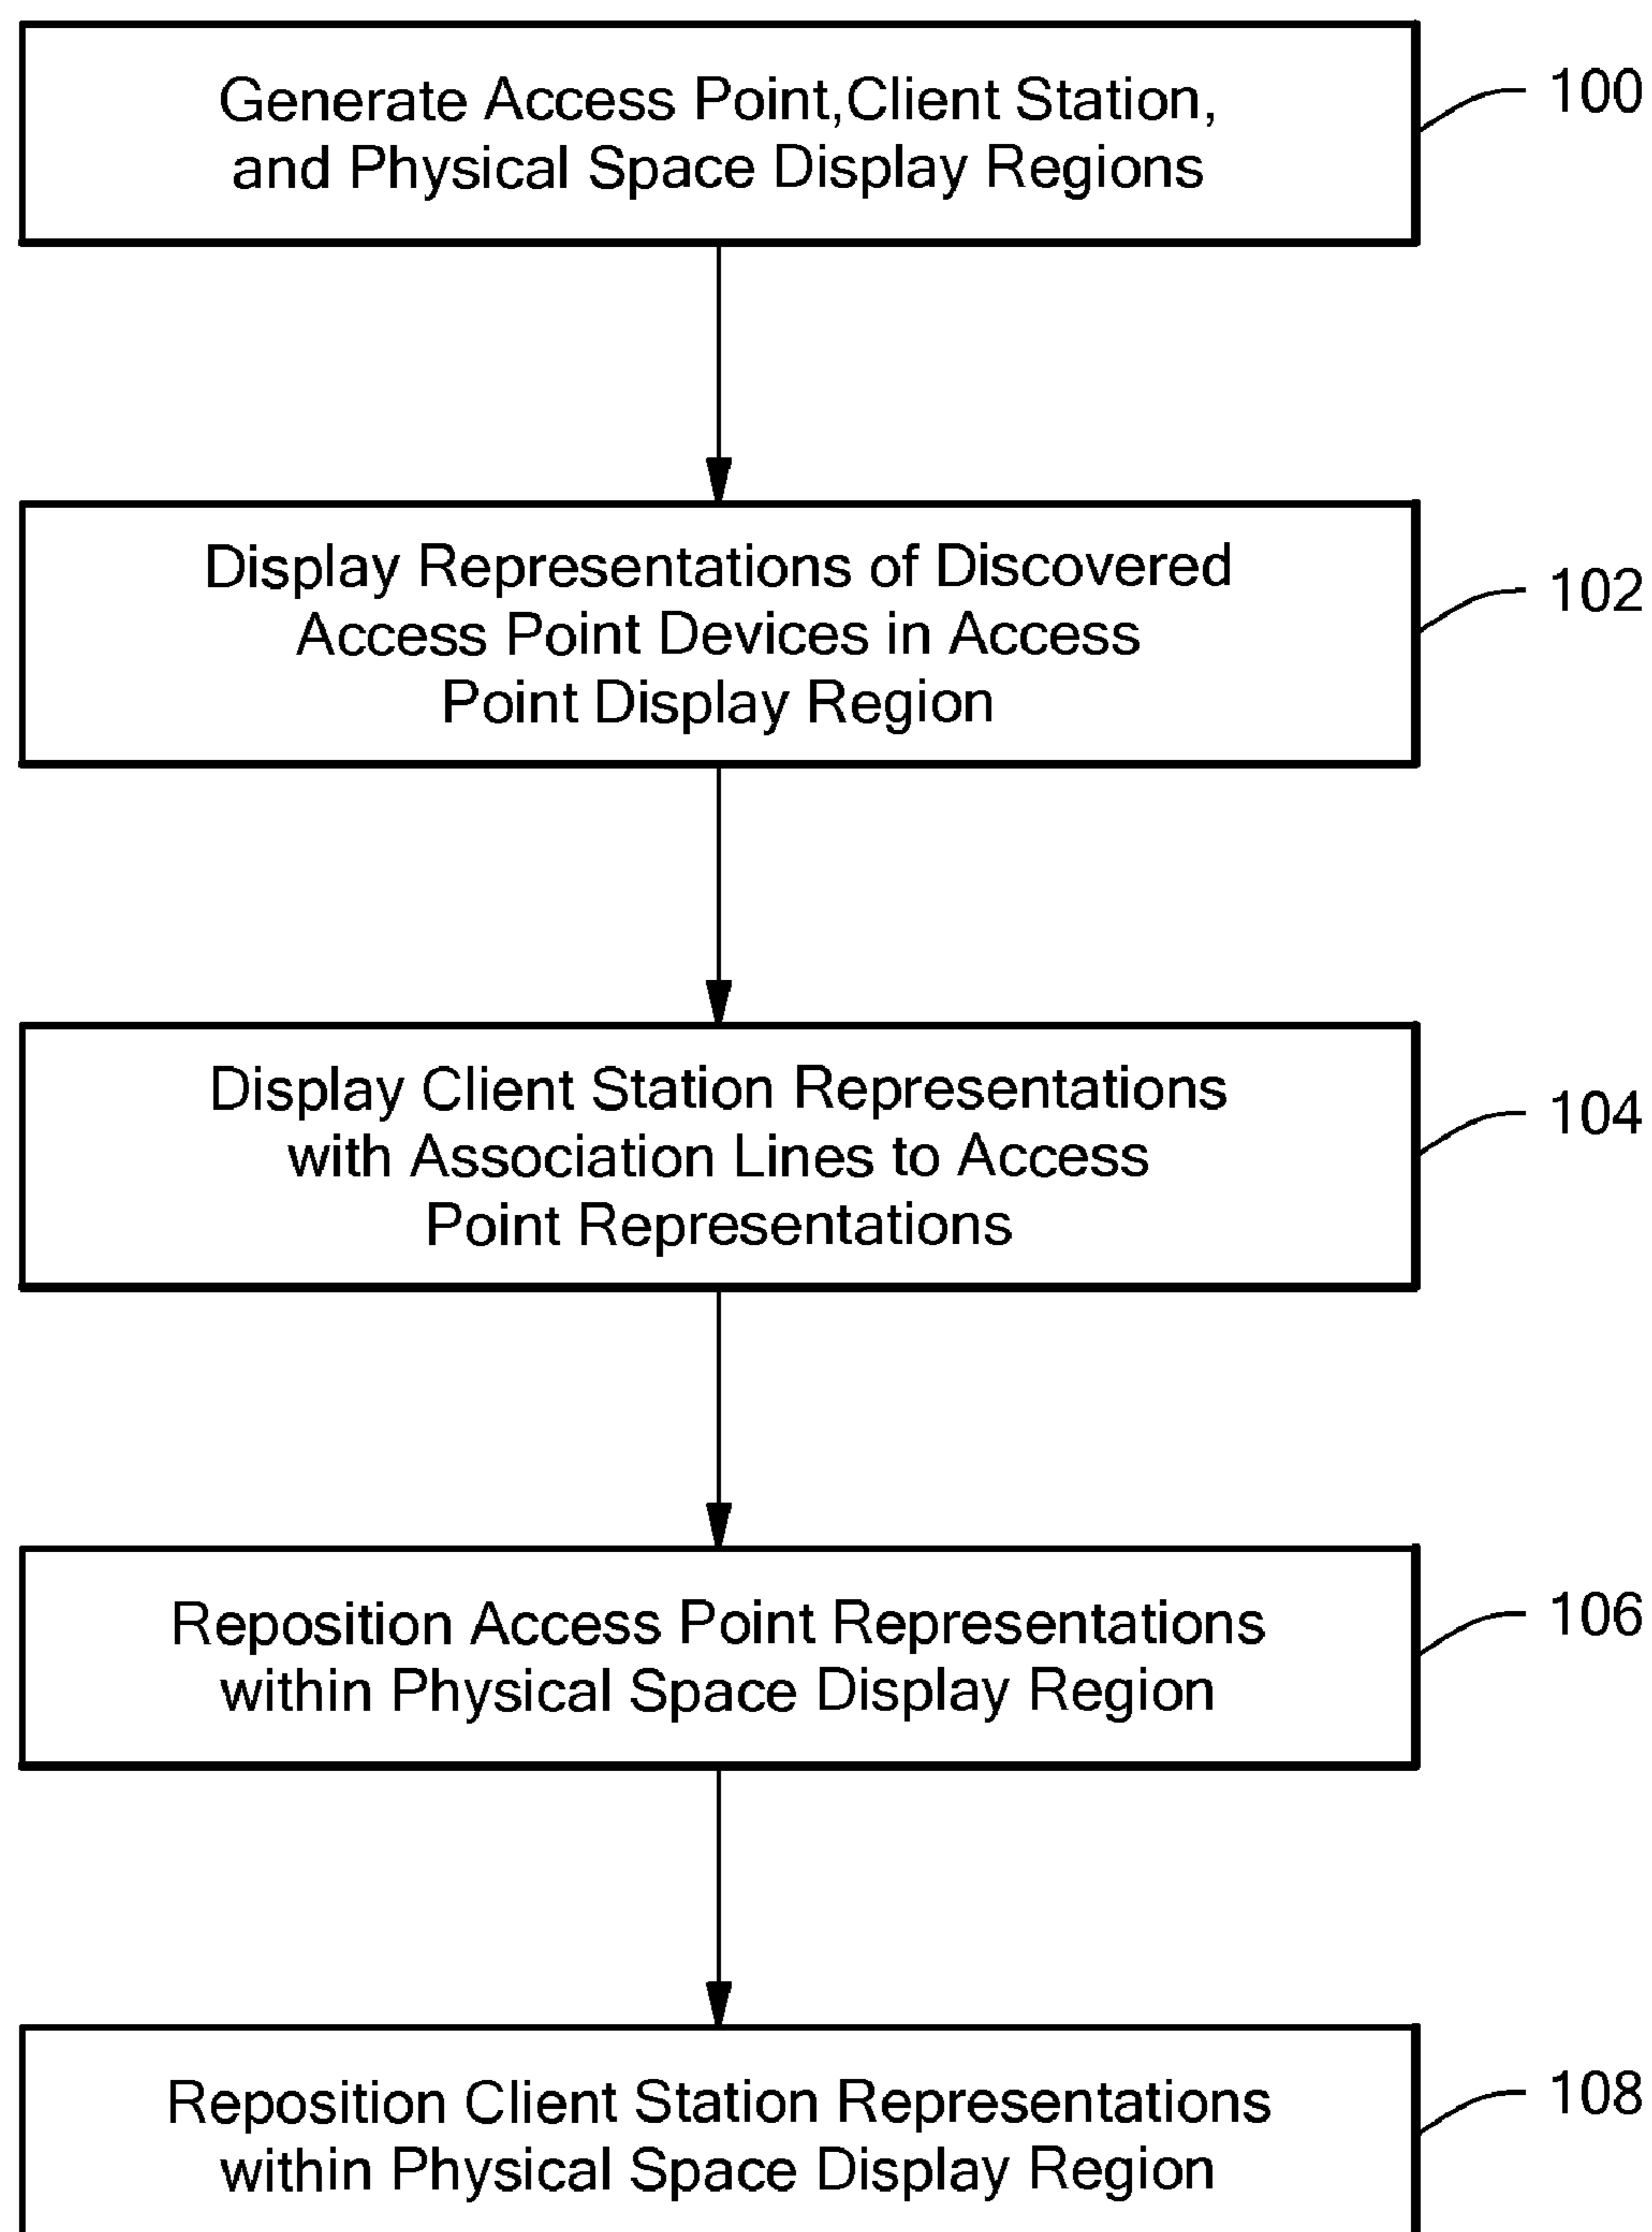 Generate Access Point,Client Station,
and Physical Space Display Regions
100
Display Representations of Discovered
Access Point Devices in Access
Point Display Region
102
Display Client Station Representations
with Association Lines to Access
Point Representations
104
Reposition Access Point Representations
within Physical Space Display Region
106
Reposition Client Station Representations
within Physical Space Display Region
108